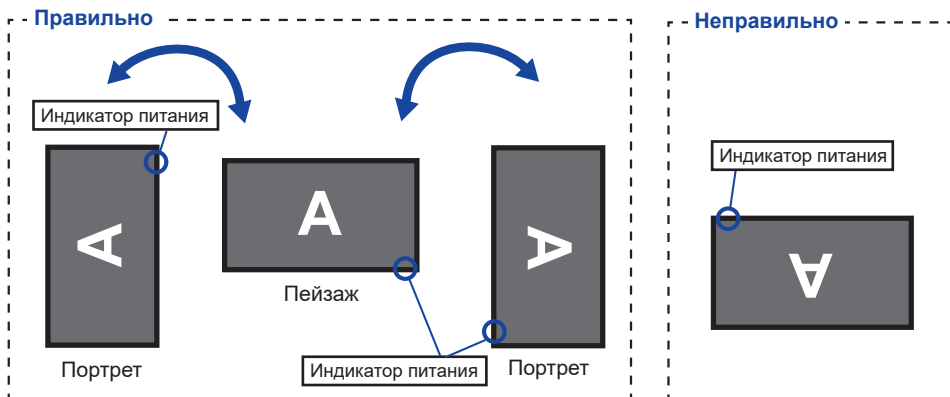 Правильно
Неправильно
Индикатор питания
Индикатор питания
A
A
A
A
Пейзаж
Портрет
Индикатор питания
Портрет